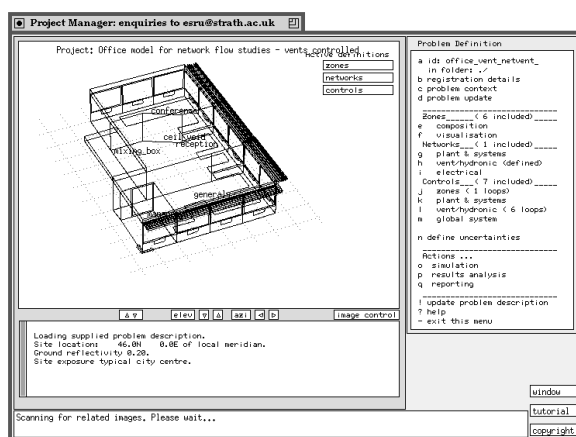 Project Manager: enquiries to esru@strath.ac.uk
Project: Office model for network flow studies - vents controlled
Active definitions
zones
networks
controls
conference
ceil_void
reception
mixing_box
general
elev
azi
image control
Loading supplied problem description.
Site location: 46.0N 0.0E of local meridian.
Ground reflectivity 0.20.
Site exposure typical city centre.
Scanning for related images. Please wait...
Problem Definition
a id: office_vent_netvent_
in folder: ./
b registration details
c problem context
d problem update
Zones______( 6 included)_____
e composition
f visualisation
Networks___( 1 included)_____
g plant & systems
h vent/hydronic (defined)
i electrical
Controls___( 7 included)_____
j zones ( 1 loops)
k plant & systems
l vent/hydronic ( 6 loops)
m global system
n define uncertainties
Actions ...
o simulation
p results analysis
q reporting
! update problem description
? help
- exit this menu
window
tutorial
copyright